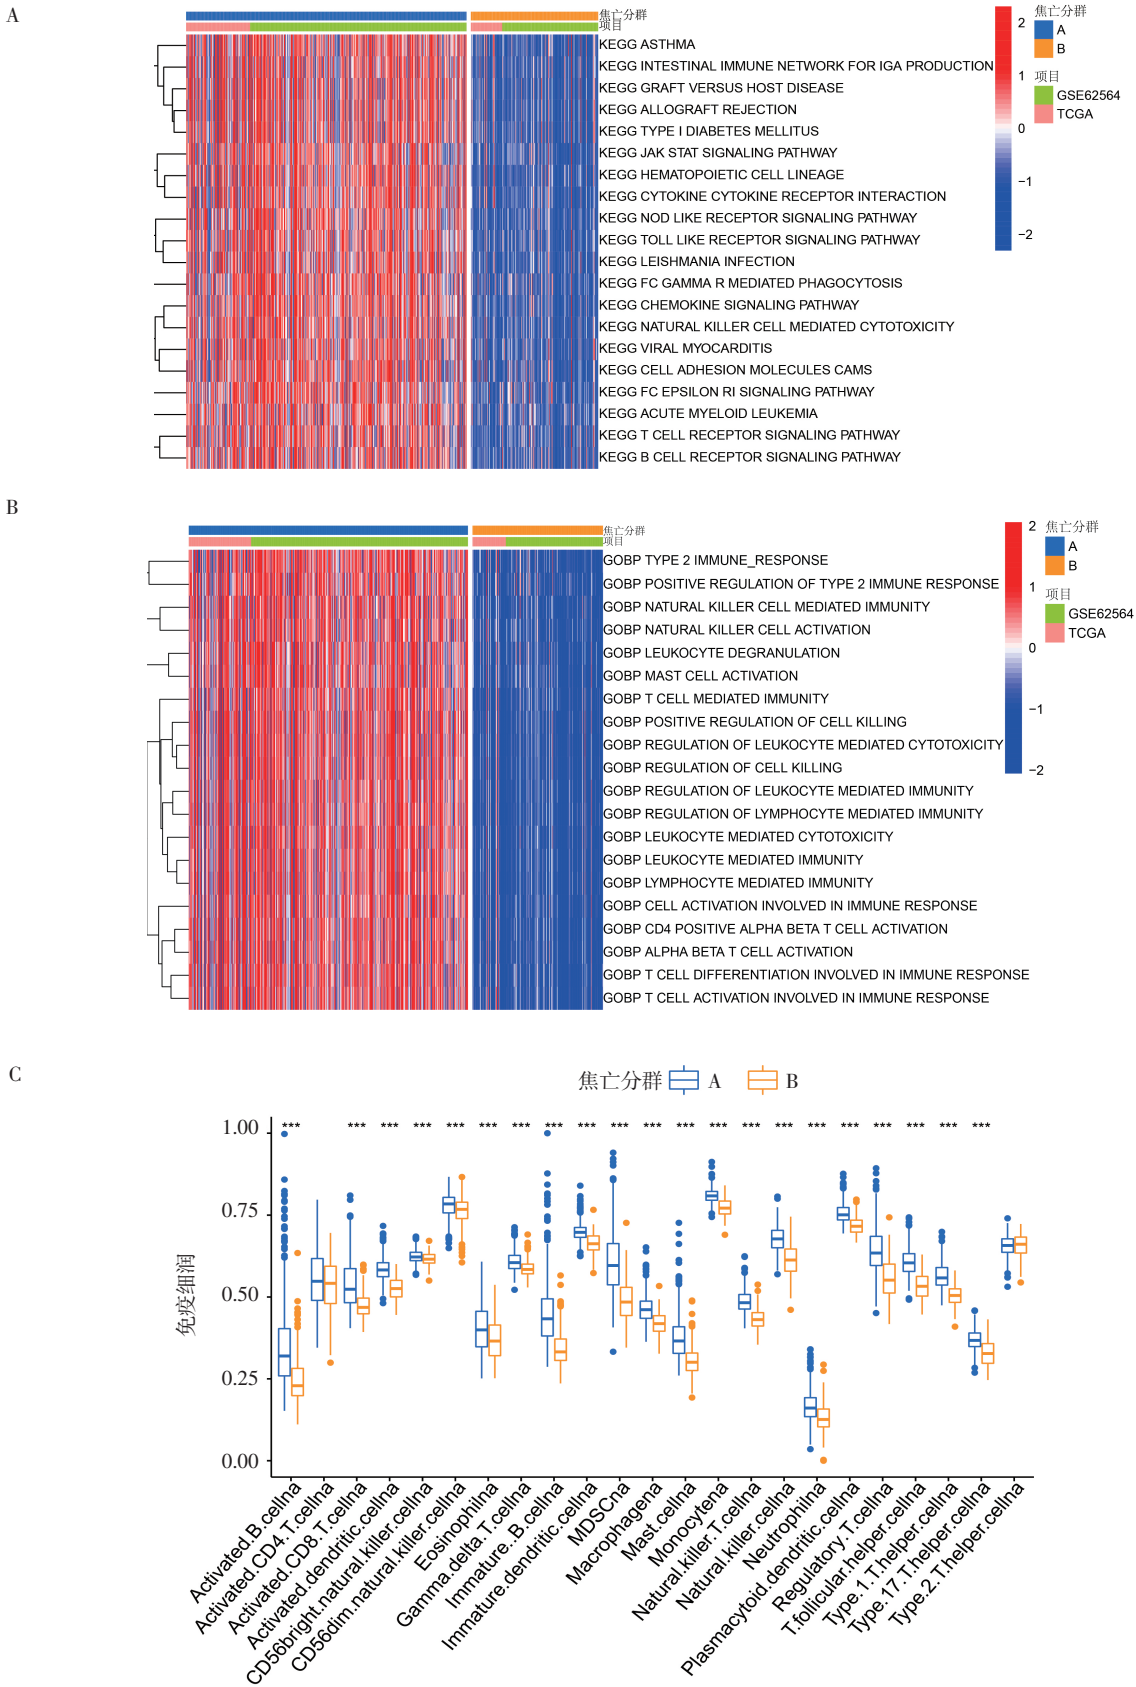 A
焦亡分群
项目
KEGG ASTHMA
KEGG INTESTINAL IMMUNE NETWORK FOR IGA PRODUCTION
KEGG GRAFT VERSUS HOST DISEASE
KEGG ALLOGRAFT REJECTION
KEGG TYPE I DIABETES MELLITUS
KEGG JAK STAT SIGNALING PATHWAY
KEGG HEMATOPOIETIC CELL LINEAGE
KEGG CYTOKINE CYTOKINE RECEPTOR INTERACTION
KEGG NOD LIKE RECEPTOR SIGNALING PATHWAY
KEGG TOLL LIKE RECEPTOR SIGNALING PATHWAY
KEGG LEISHMANIA INFECTION
KEGG FC GAMMA R MEDIATED PHAGOCYTOSIS
KEGG CHEMOKINE SIGNALING PATHWAY
KEGG NATURAL KILLER CELL MEDIATED CYTOTOXICITY
KEGG VIRAL MYOCARDITIS
KEGG CELL ADHESION MOLECULES CAMS
KEGG FC EPSILON RI SIGNALING PATHWAY
KEGG ACUTE MYELOID LEUKEMIA
KEGG T CELL RECEPTOR SIGNALING PATHWAY
KEGG B CELL RECEPTOR SIGNALING PATHWAY
2
1
0
−1
−2
焦亡分群
A
B
项目
GSE62564
TCGA
B
焦亡分群
项目
GOBP TYPE 2 IMMUNE_RESPONSE
GOBP POSITIVE REGULATION OF TYPE 2 IMMUNE RESPONSE
GOBP NATURAL KILLER CELL MEDIATED IMMUNITY
GOBP NATURAL KILLER CELL ACTIVATION
GOBP LEUKOCYTE DEGRANULATION
GOBP MAST CELL ACTIVATION
GOBP T CELL MEDIATED IMMUNITY
GOBP POSITIVE REGULATION OF CELL KILLING
GOBP REGULATION OF LEUKOCYTE MEDIATED CYTOTOXICITY
GOBP REGULATION OF CELL KILLING
GOBP REGULATION OF LEUKOCYTE MEDIATED IMMUNITY
GOBP REGULATION OF LYMPHOCYTE MEDIATED IMMUNITY
GOBP LEUKOCYTE MEDIATED CYTOTOXICITY
GOBP LEUKOCYTE MEDIATED IMMUNITY
GOBP LYMPHOCYTE MEDIATED IMMUNITY
GOBP CELL ACTIVATION INVOLVED IN IMMUNE RESPONSE
GOBP CD4 POSITIVE ALPHA BETA T CELL ACTIVATION
GOBP ALPHA BETA T CELL ACTIVATION
GOBP T CELL DIFFERENTIATION INVOLVED IN IMMUNE RESPONSE
GOBP T CELL ACTIVATION INVOLVED IN IMMUNE RESPONSE
2
1
0
−1
−2
焦亡分群
A
B
项目
GSE62564
TCGA
C
焦亡分群 A B
*** *** *** *** *** *** *** *** *** *** *** *** *** *** *** *** *** *** *** *** ***
1.00
0.75
0.50
0.25
0.00
免疫细润
Activated.B.cellna
Activated.CD4.T.cellna
Activated.CD8.T.cellna
Activated.dendritic.cellna
CD56bright.natural.killer.cellna
CD56dim.natural.killer.cellna
Eosinophilna
Gamma.delta.T.cellna
Immature..B.cellna
Immature.dendritic.cellna
MDSCna
Macrophagena
Mast.cellna
Monocytena
Natural.killer.T.cellna
Natural.killer.cellna
Neutrophilna
Plasmacytoid.dendritic.cellna
Regulatory.T.cellna
T.follicular.helper.cellna
Type.1.T.helper.cellna
Type.17.T.helper.cellna
Type.2.T.helper.cellna